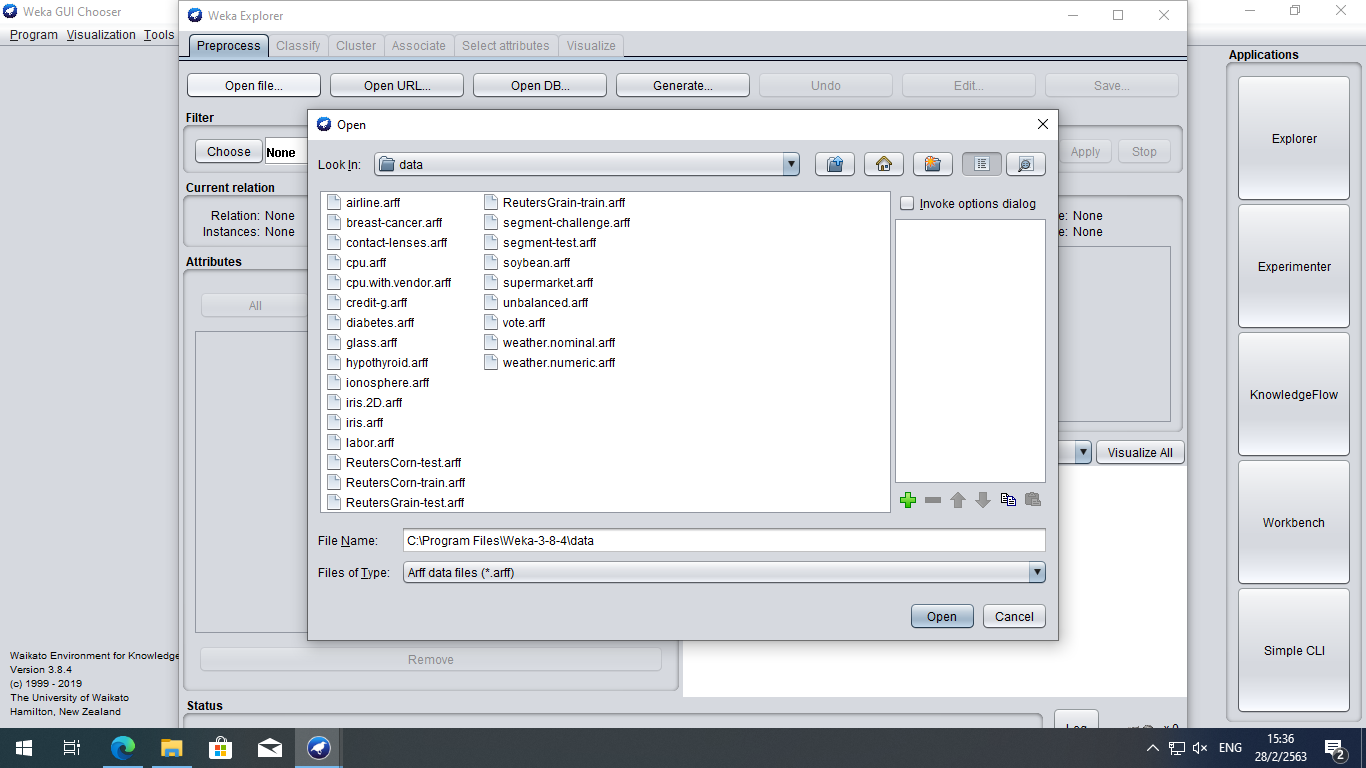 Weka GUI Chooser
Program Visualization Tools
Weka Explorer
Preprocess Classify Cluster Associate Select attributes Visualize
Open file... Open URL... Open DB... Generate... Undo Edit... Save...
Filter
Choose None Apply Stop
Current relation
Relation: None
Instances: None
e: None
e: None
Attributes
All
Visualize All
Remove
Status
Log x 0
Open
Look In: data
airline.arff
breast-cancer.arff
contact-lenses.arff
cpu.arff
cpu.with.vendor.arff
credit-g.arff
diabetes.arff
glass.arff
hypothyroid.arff
ionosphere.arff
iris.2D.arff
iris.arff
labor.arff
ReutersCorn-test.arff
ReutersCorn-train.arff
ReutersGrain-test.arff
ReutersGrain-train.arff
segment-challenge.arff
segment-test.arff
soybean.arff
supermarket.arff
unbalanced.arff
vote.arff
weather.nominal.arff
weather.numeric.arff
Invoke options dialog
File Name: C:\Program Files\Weka-3-8-4\data
Files of Type: Arff data files (*.arff)
Open Cancel
Applications
Explorer
Experimenter
KnowledgeFlow
Workbench
Simple CLI
Waikato Environment for Knowledge
Version 3.8.4
(c) 1999 - 2019
The University of Waikato
Hamilton, New Zealand
ENG
15:36
28/2/2563
2